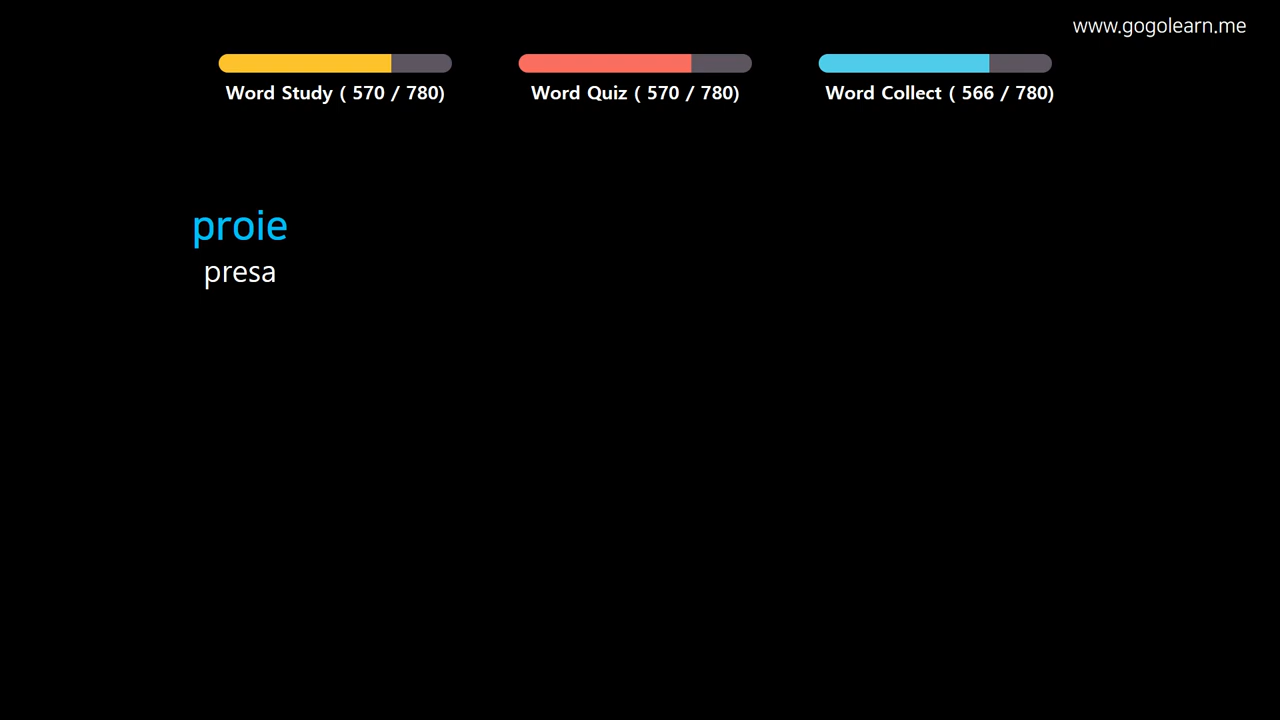 www.gogolearn.me
Word Study ( 570 / 780)
Word Quiz ( 570 / 780)
Word Collect ( 566 / 780)
proie
presa